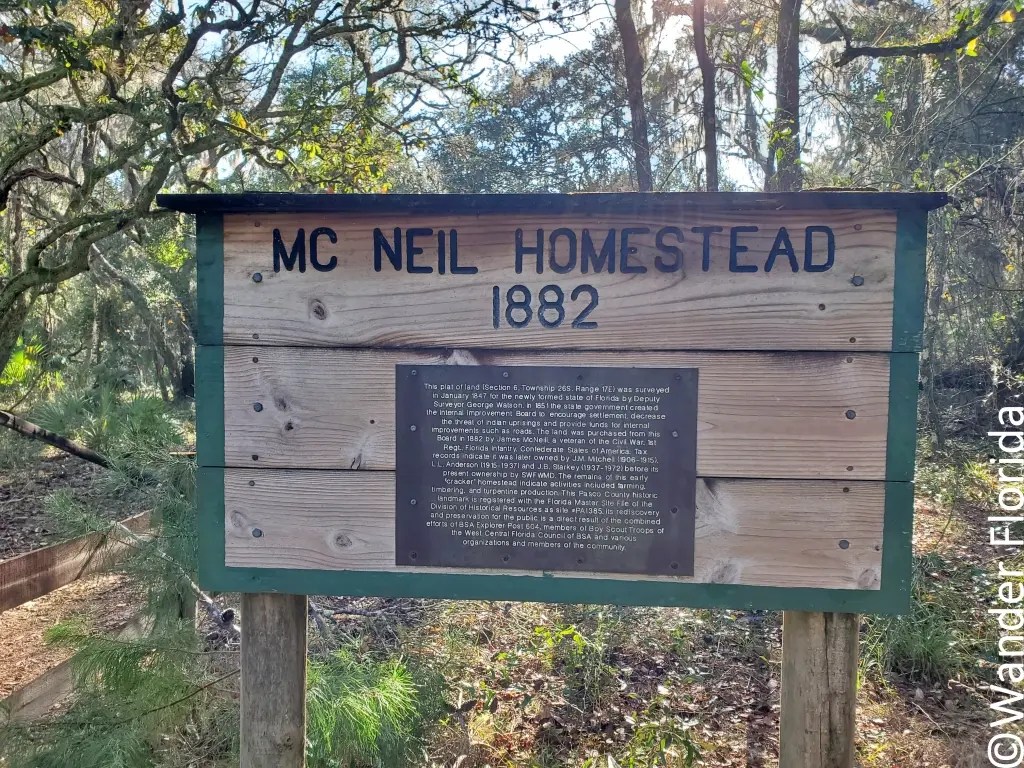 MC NEIL HOMESTEAD
1882
This plat of land (Section 6, Township 26S, Range 17E) was surveyed
in January 1847 for the newly formed state of Florida by Deputy
Surveyor George Watson. In 1851 the state government created
the Internal Improvement Board to encourage settlement, decrease
the threat of Indian uprisings and provide funds for internal
improvements such as roads. The land was purchased from this
Board in 1882 by James McNeill, a veteran of the Civil War, 1st
Regt., Florida Infantry, Confederate States of America. Tax
records indicate it was later owned by J.M. Mitchell (1906-1915),
L.L. Anderson (1915-1937) and J.B. Starkey (1937-1972) before its
present ownership by SWFWMD. The remains of this early
"cracker" homestead indicate activities included farming,
timbering, and turpentine production. This Pasco County historic
landmark is registered with the Florida Master Site File of the
Division of Historical Resources as site #PA1385. Its rediscovery
and preservation for the public is a direct result of the combined
efforts of BSA Explorer Post 664, members of Boy Scout Troops of
the West Central Florida Council of BSA and various
organizations and members of the community.
©Wander Florida